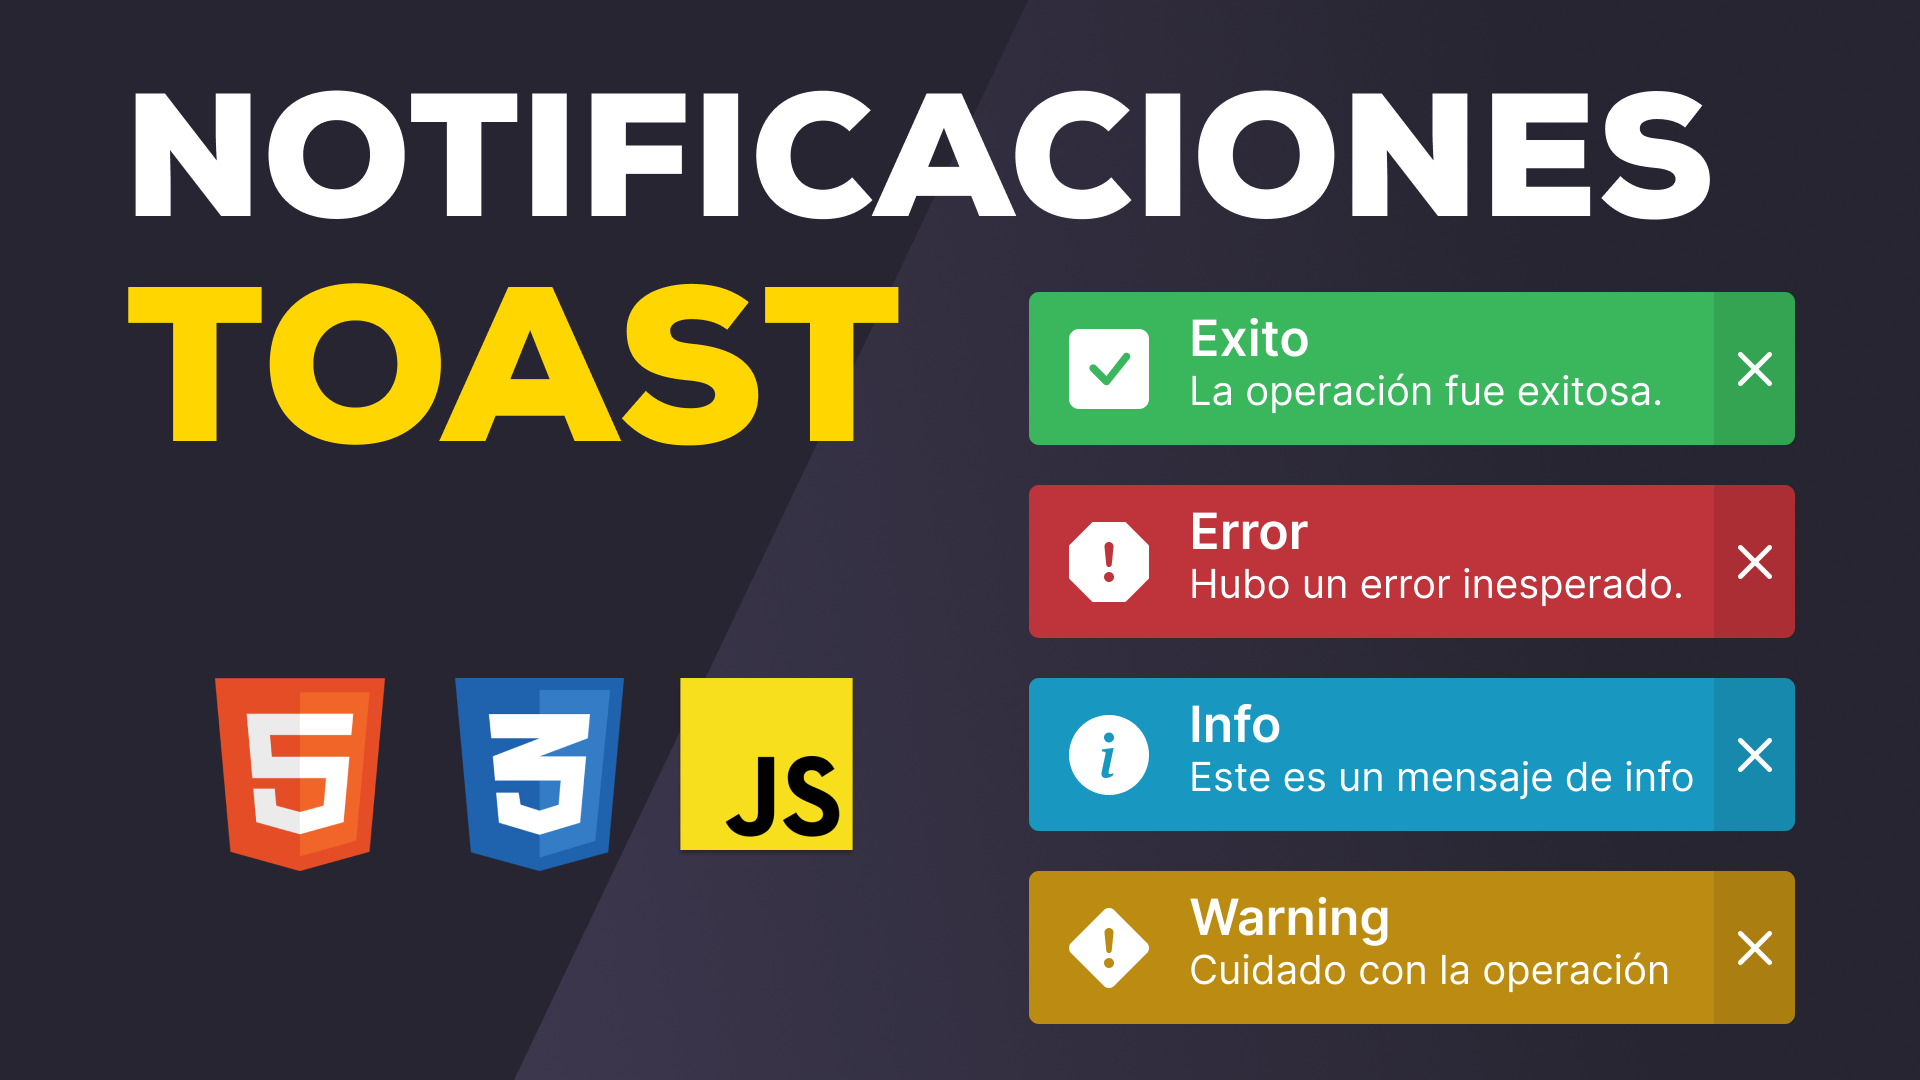 NOTIFICACIONES
TOAST
Exito
La operación fue exitosa.
Error
Hubo un error inesperado.
Info
Este es un mensaje de info
Warning
Cuidado con la operación
5
3
JS